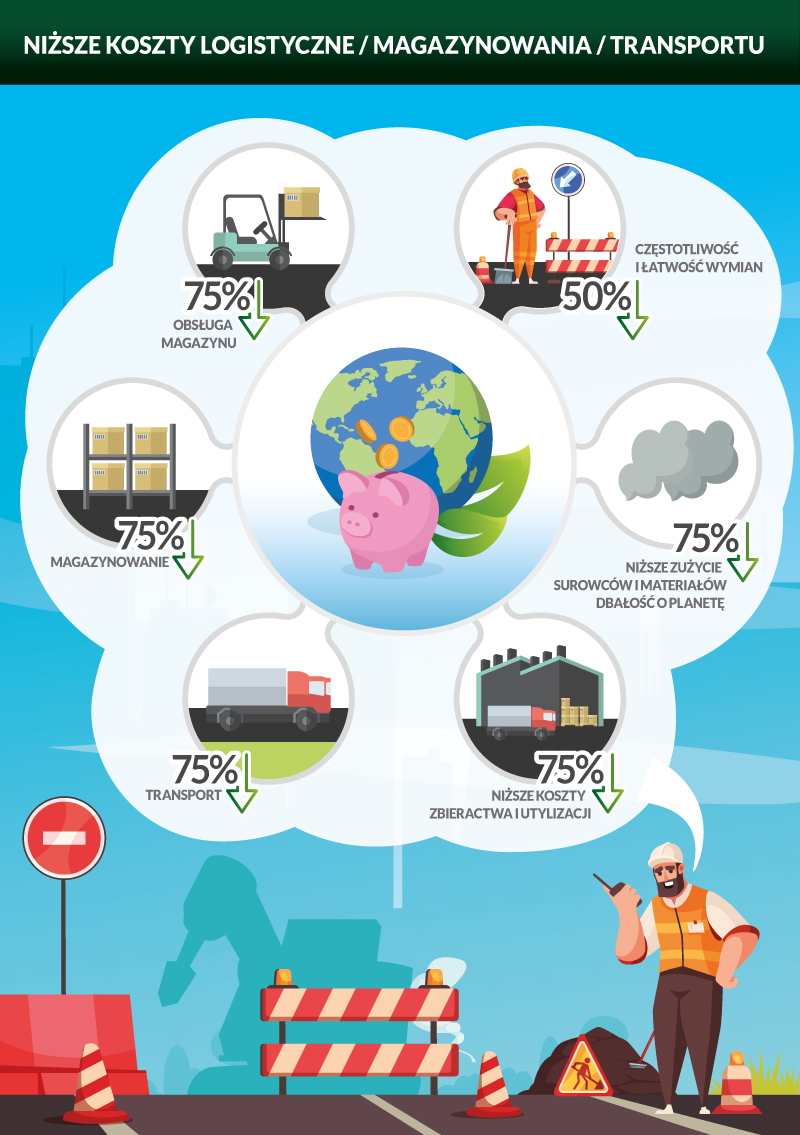 NIŻSZE KOSZTY LOGISTYCZNE / MAGAZYNOWANIA / TRANSPORTU
75%
OBSŁUGA
MAGAZYNU
CZĘSTOTLIWOŚĆ
I ŁATWOŚĆ WYMIAN
50%
75%
MAGAZYNOWANIE
75%
NIŻSZE ZUŻYCIE
SUROWCÓW I MATERIAŁÓW
DBAŁOŚĆ O PLANETĘ
75%
TRANSPORT
75%
NIŻSZE KOSZTY
ZBIERACTWA I UTYLIZACJI